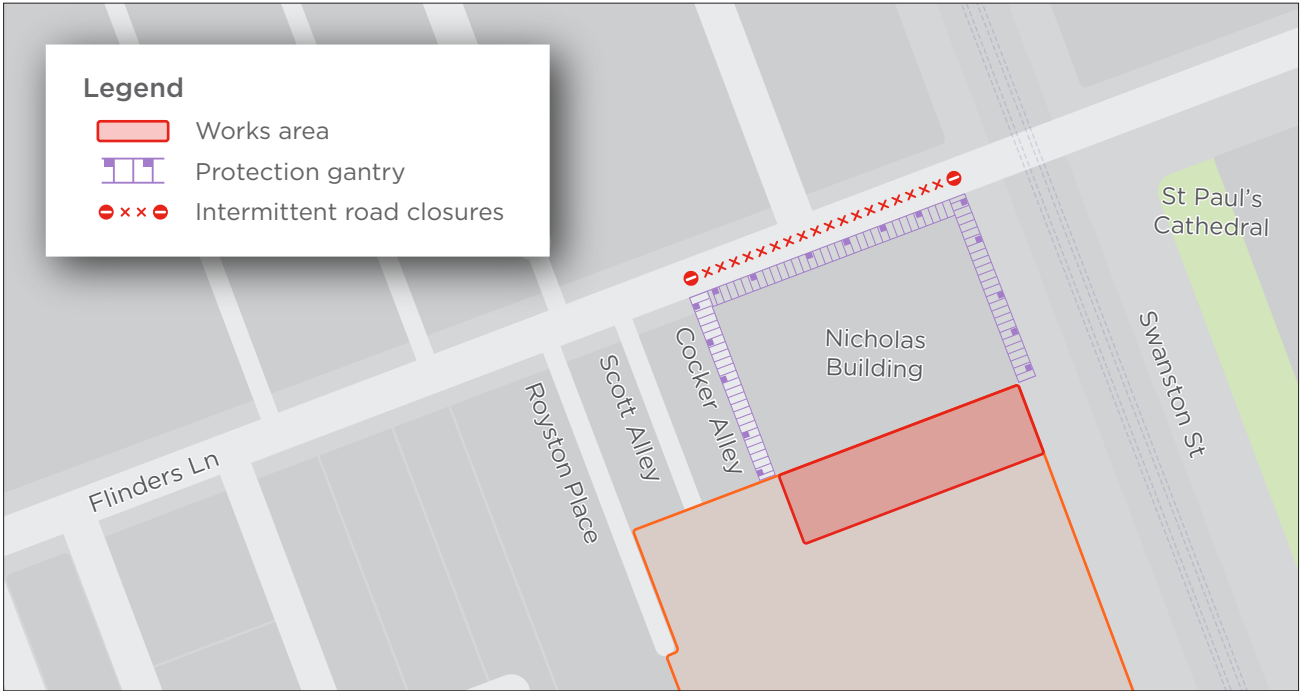 Legend
Works area
Protection gantry
Intermittent road closures
St Paul's
Cathedral
Nicholas
Building
Swanston St
Cocker Alley
Scott Alley
Royston Place
Flinders Ln